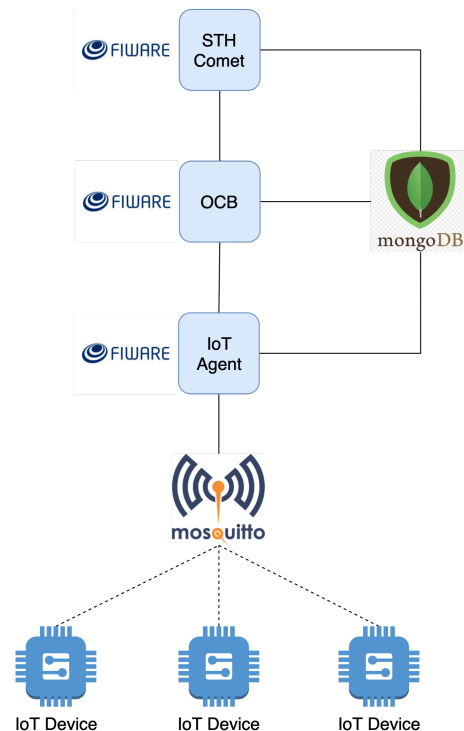 FIWARE
STH
Comet
FIWARE
OCB
mongoDB
FIWARE
IoT
Agent
mosquitto
IoT Device
IoT Device
IoT Device